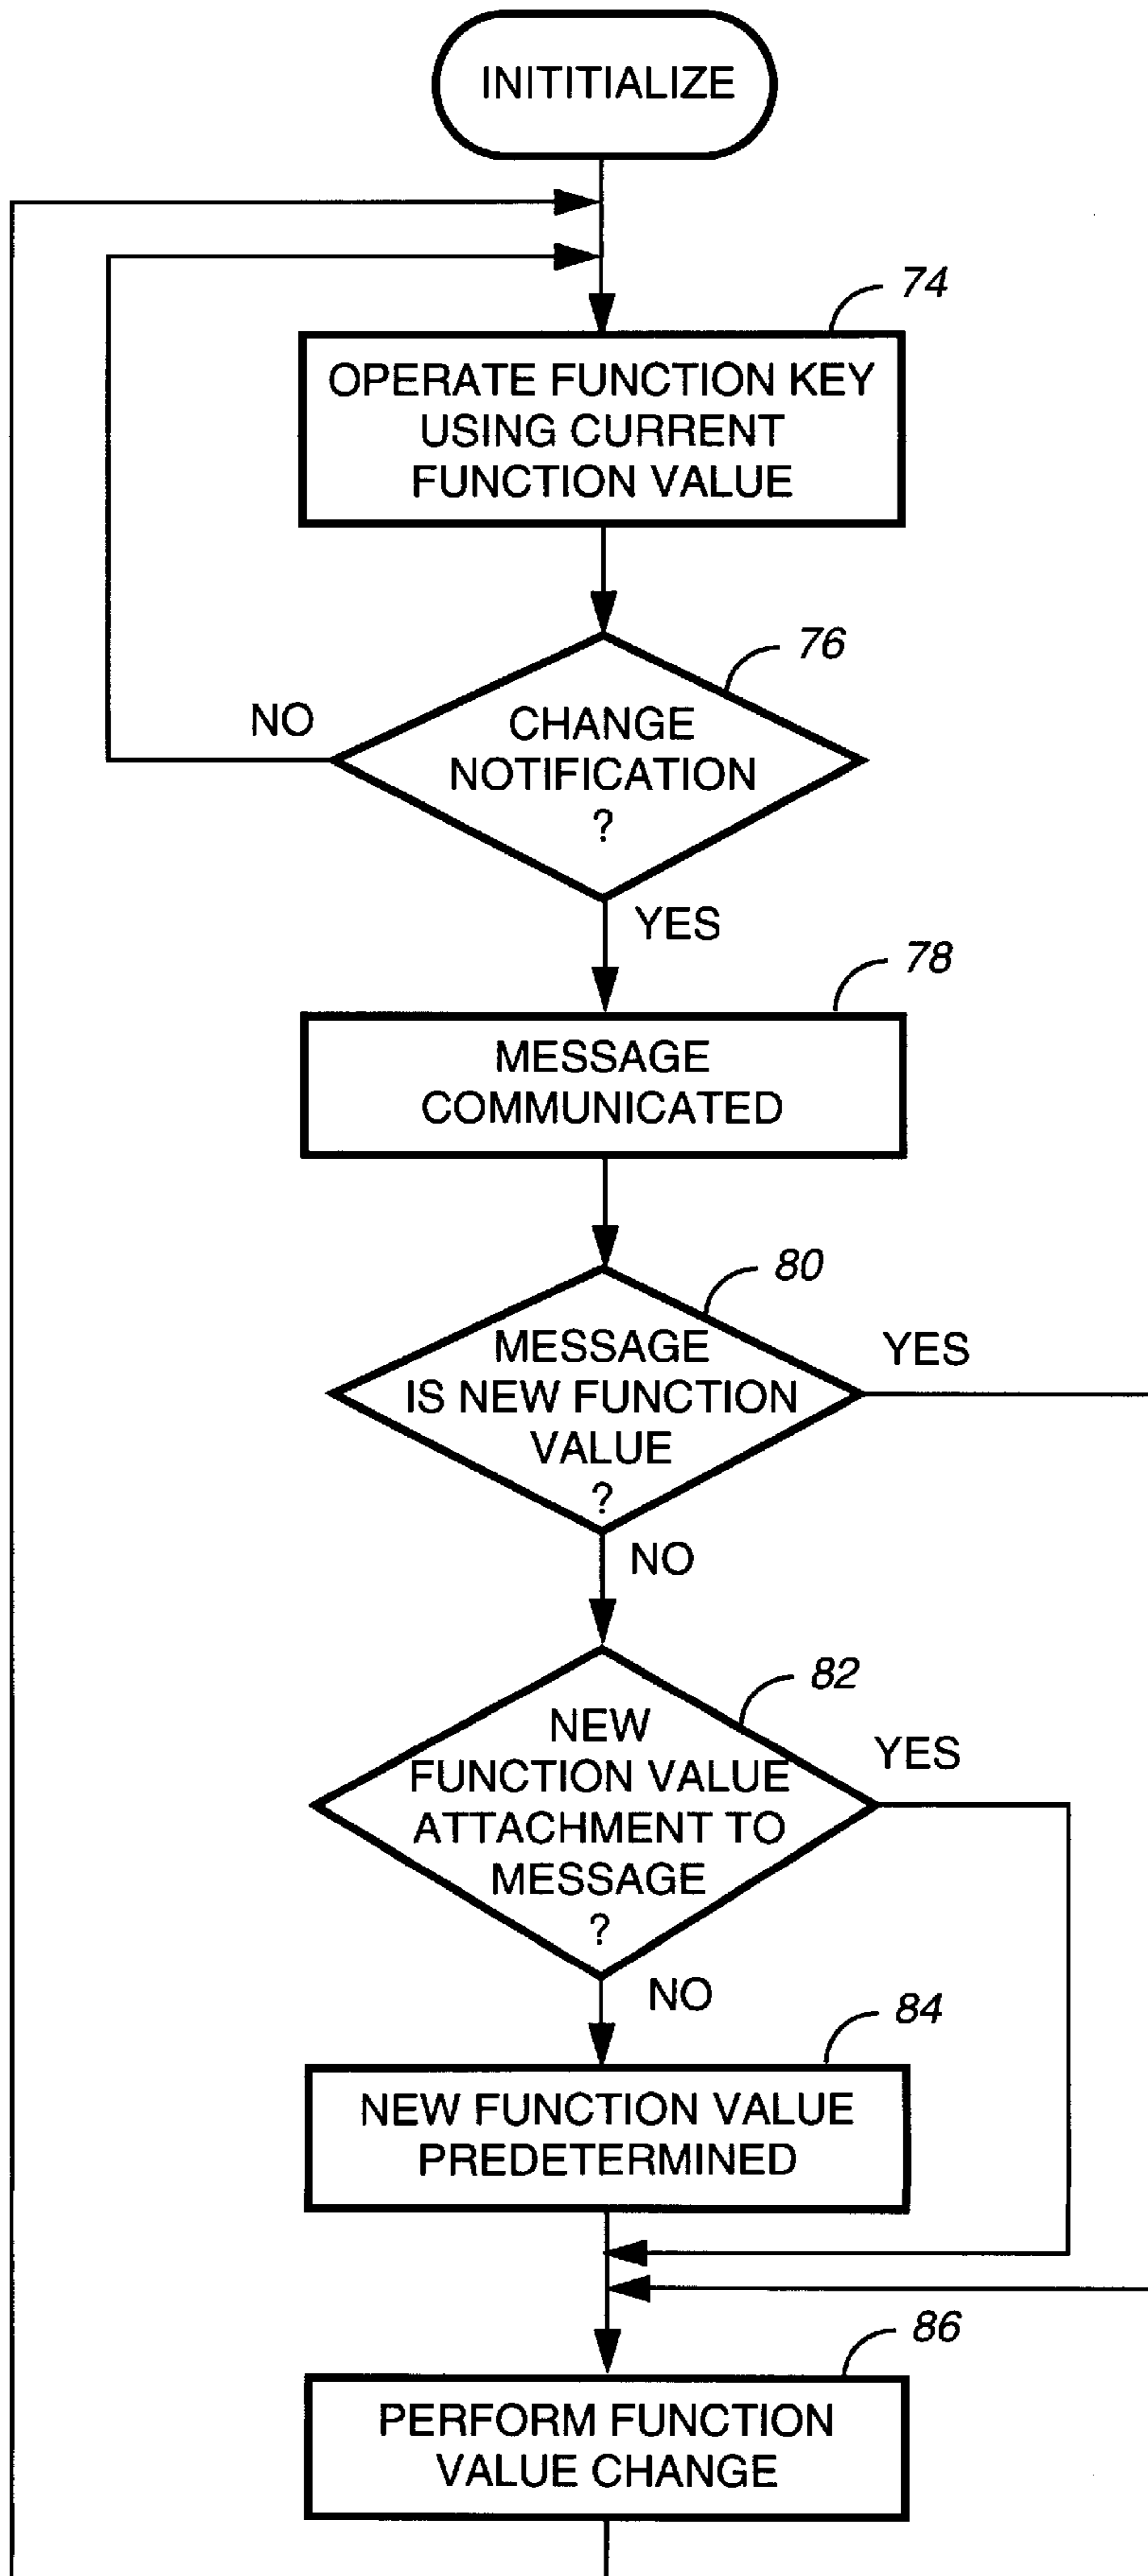 INITITIALIZE
74
OPERATE FUNCTION KEY
USING CURRENT
FUNCTION VALUE
76
NO
CHANGE
NOTIFICATION
?
YES
78
MESSAGE
COMMUNICATED
80
YES
MESSAGE
IS NEW FUNCTION
VALUE
?
NO
82
YES
NEW
FUNCTION VALUE
ATTACHMENT TO
MESSAGE
?
NO
84
NEW FUNCTION VALUE
PREDETERMINED
86
PERFORM FUNCTION
VALUE CHANGE